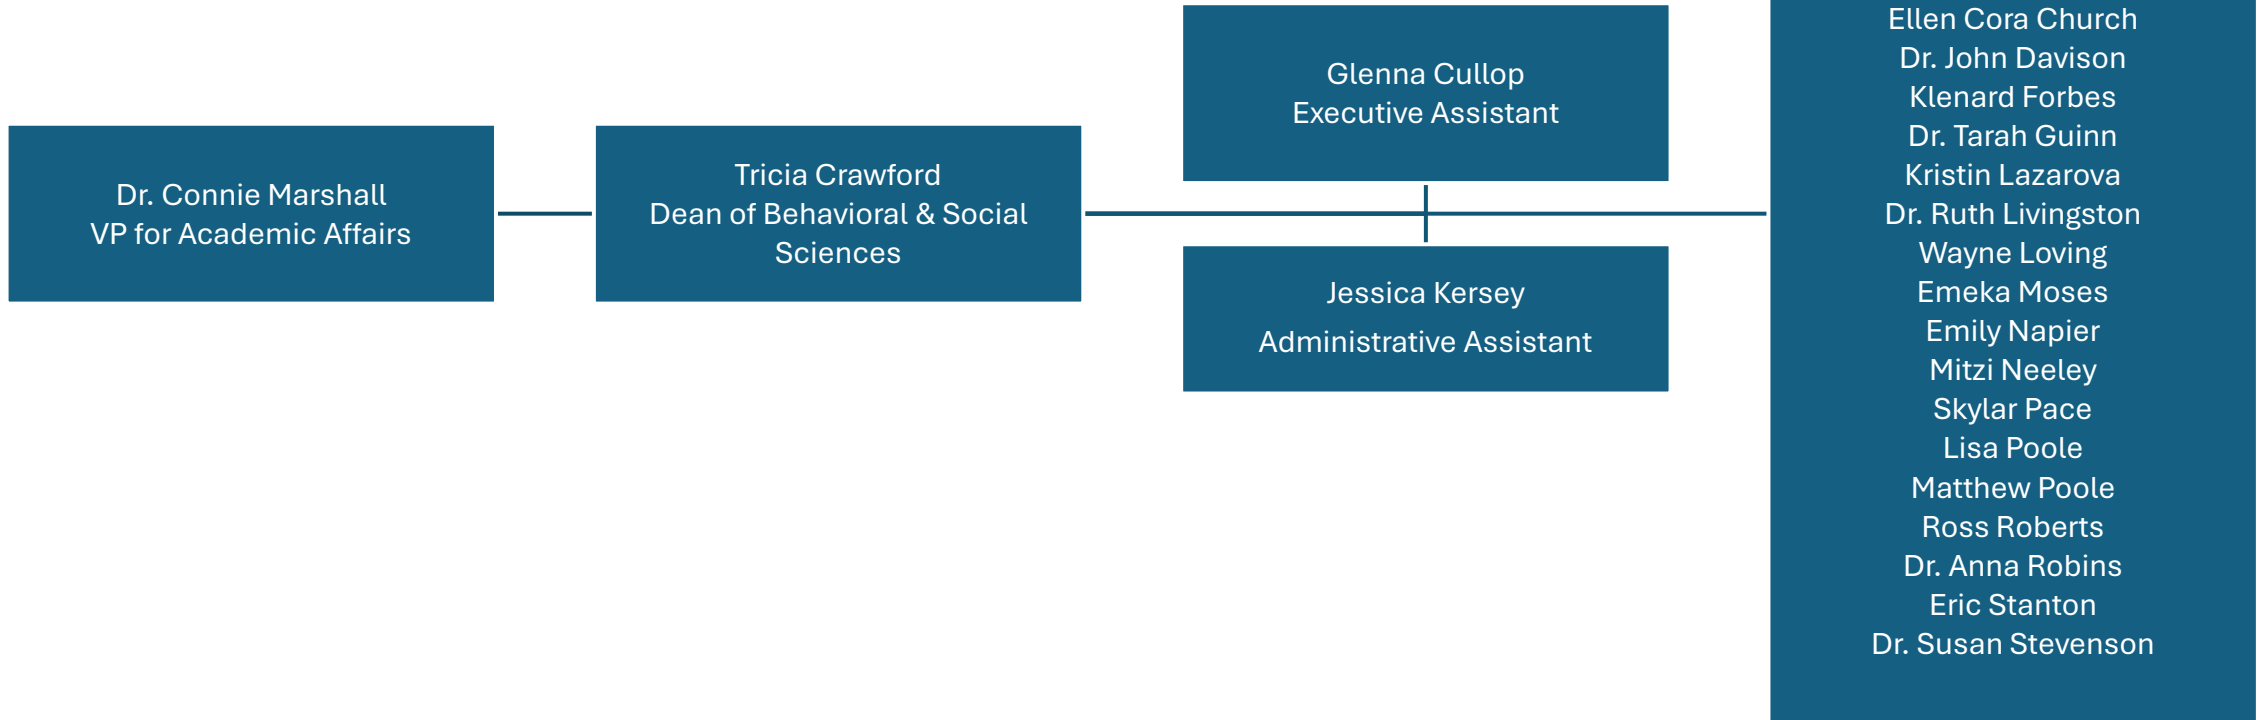 Dr. Connie Marshall
VP for Academic Affairs
Tricia Crawford
Dean of Behavioral & Social
Sciences
Glenna Cullop
Executive Assistant
Jessica Kersey
Administrative Assistant
Ellen Cora Church
Dr. John Davison
Klenard Forbes
Dr. Tarah Guinn
Kristin Lazarova
Dr. Ruth Livingston
Wayne Loving
Emeka Moses
Emily Napier
Mitzi Neeley
Skylar Pace
Lisa Poole
Matthew Poole
Ross Roberts
Dr. Anna Robins
Eric Stanton
Dr. Susan Stevenson